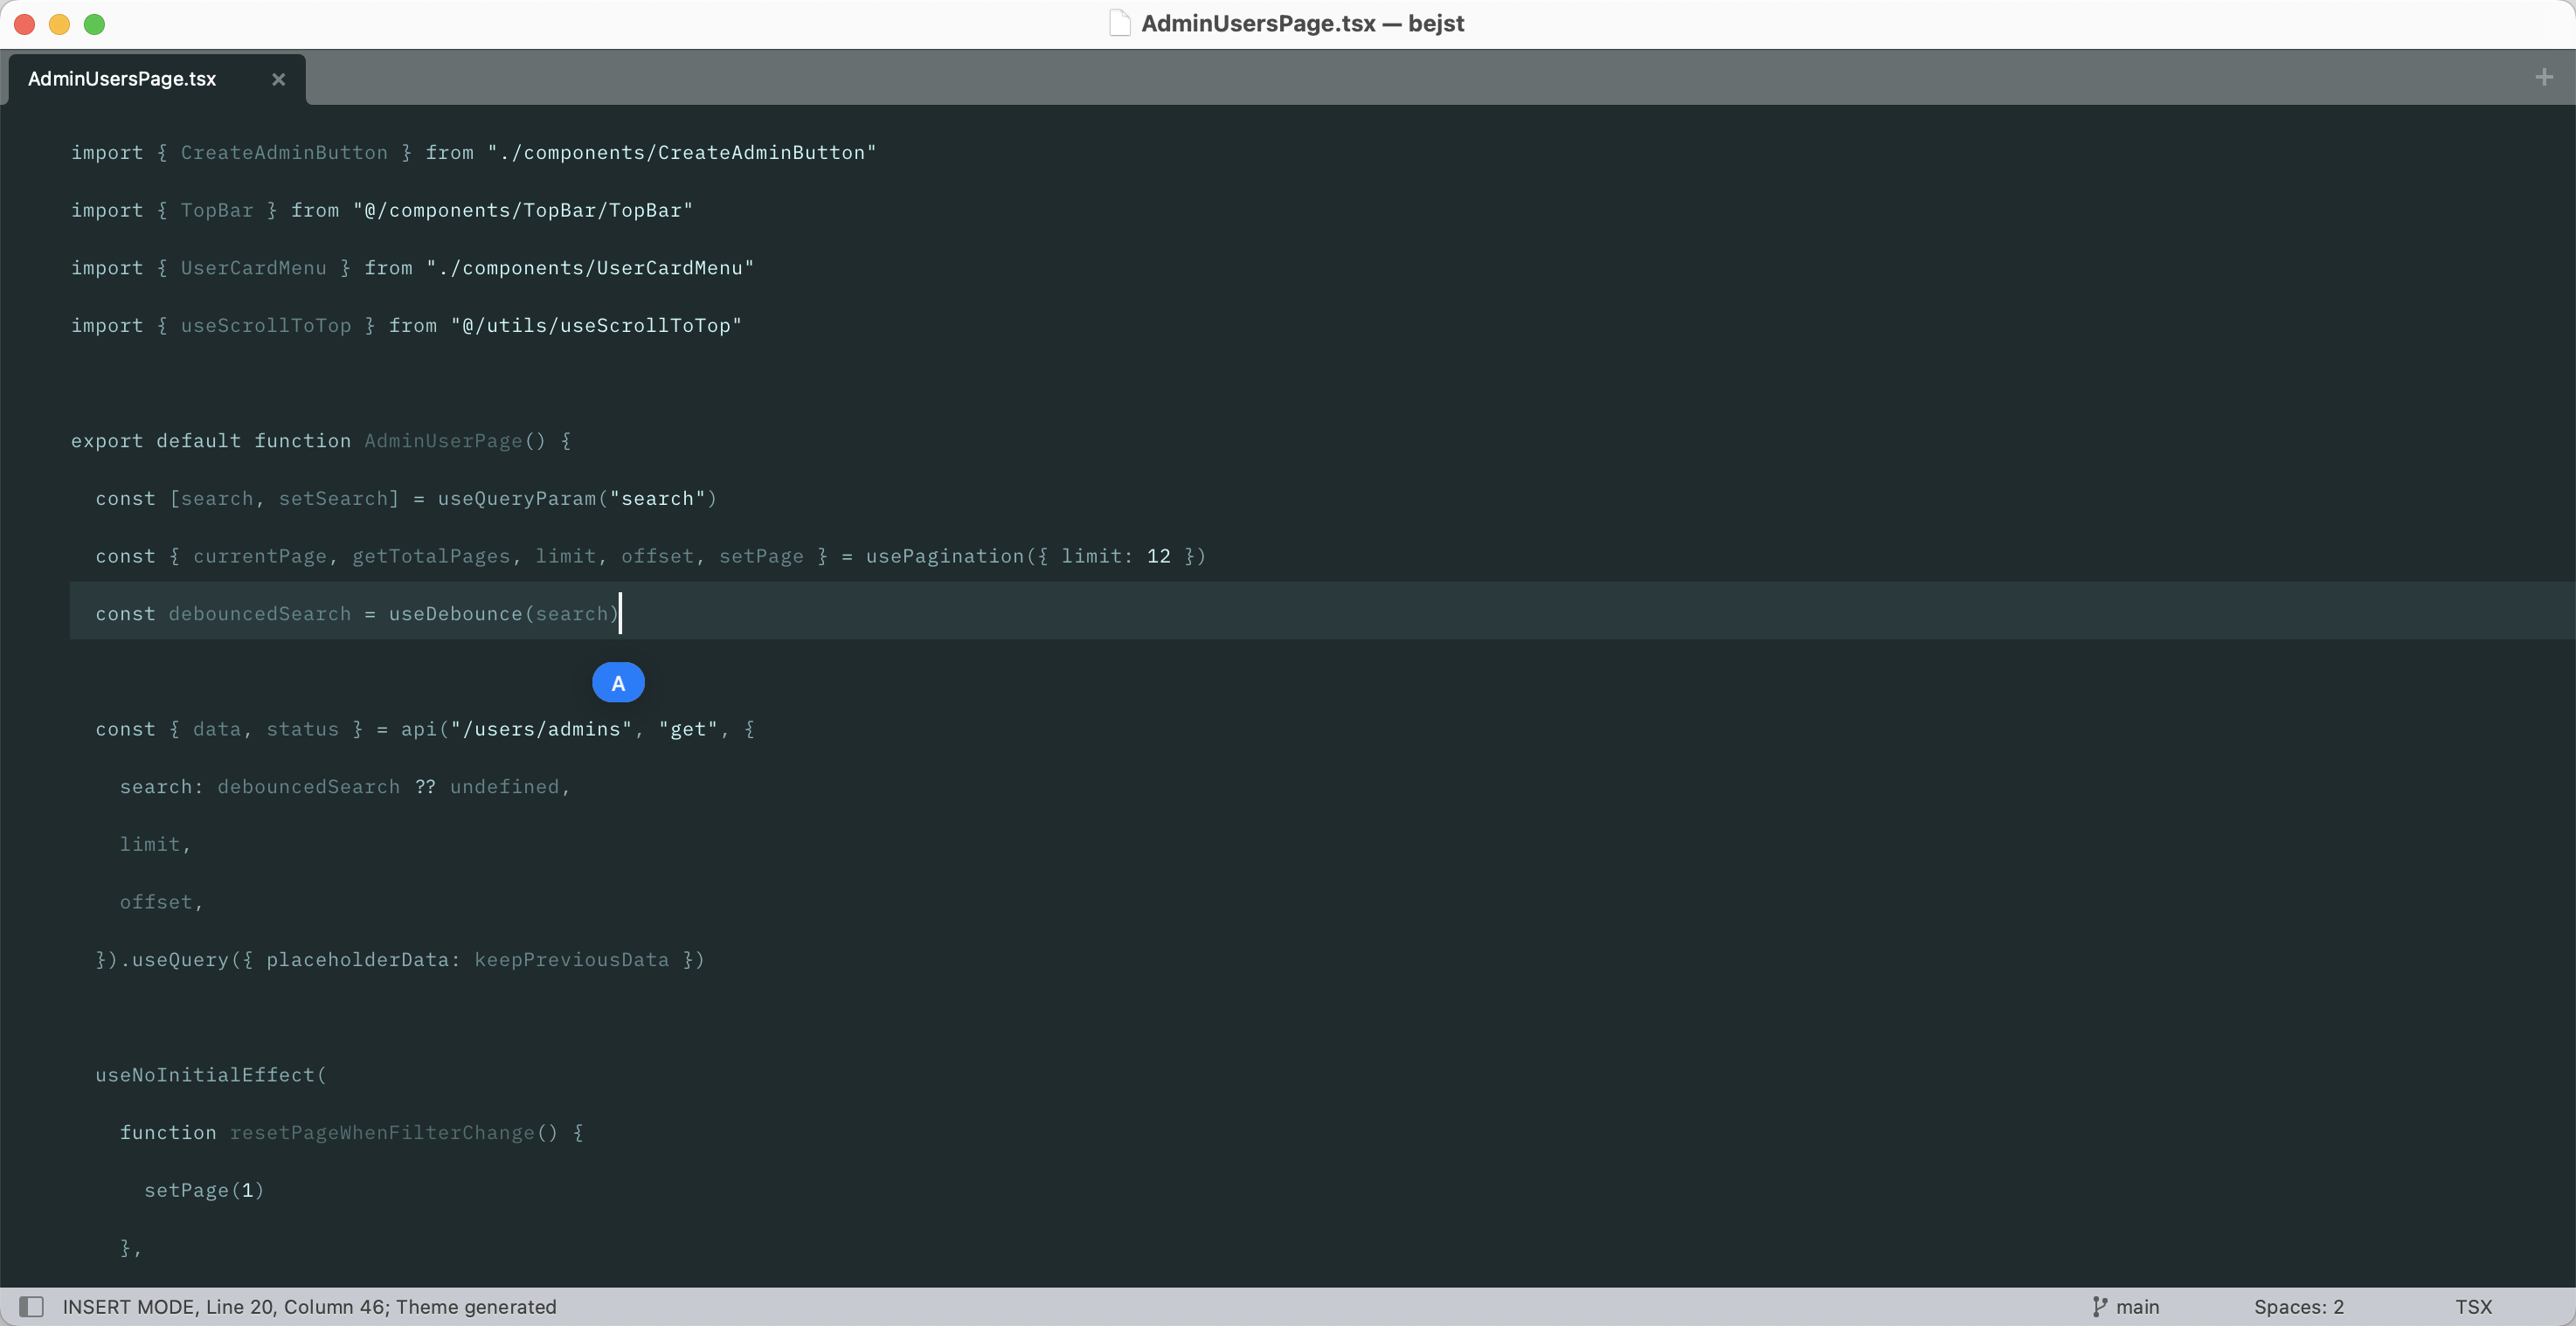 AdminUsersPage.tsx — bejst
AdminUsersPage.tsx
import { CreateAdminButton } from "./components/CreateAdminButton"
import { TopBar } from "@/components/TopBar/TopBar"
import { UserCardMenu } from "./components/UserCardMenu"
import { useScrollToTop } from "@/utils/useScrollToTop"
export default function AdminUserPage() {
const [search, setSearch] = useQueryParam("search")
const { currentPage, getTotalPages, limit, offset, setPage } = usePagination({ limit: 12 })
const debouncedSearch = useDebounce(search)
A
const { data, status } = api("/users/admins", "get", {
search: debouncedSearch ?? undefined,
limit,
offset,
}).useQuery({ placeholderData: keepPreviousData })
useNoInitialEffect(
function resetPageWhenFilterChange() {
setPage(1)
},
INSERT MODE, Line 20, Column 46; Theme generated
main
Spaces: 2
TSX